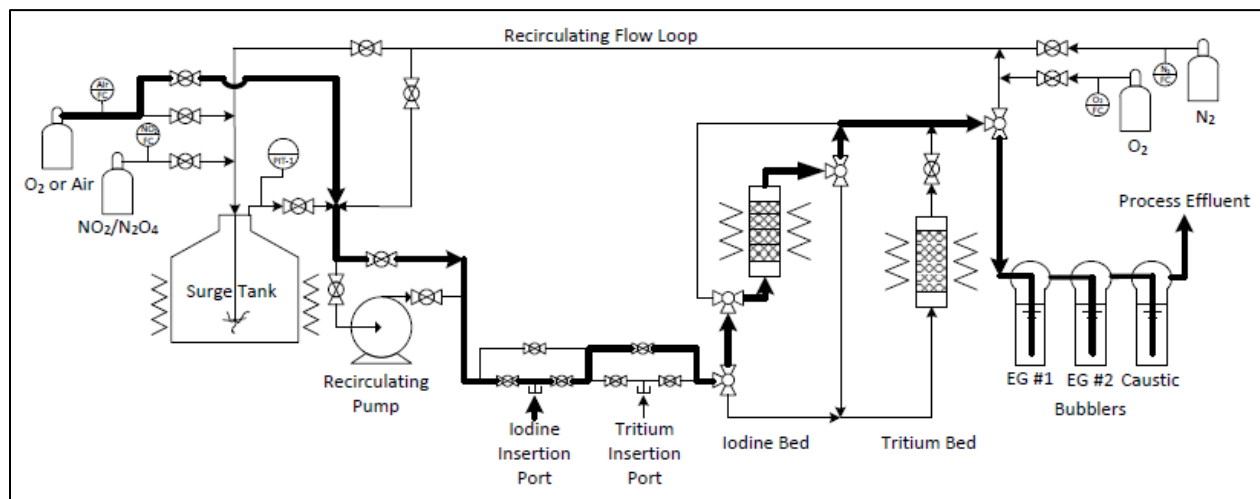 Recirculating Flow Loop
Air
FC
N₂
FC
O₂
FC
NO₂
FC
N₂
O₂
O₂ or Air
PIT-1
NO₂/N₂O₄
Process Effluent
Surge Tank
Recirculating
Pump
EG #1
EG #2
Caustic
Bubblers
Iodine
Insertion
Port
Tritium
Insertion
Port
Iodine Bed
Tritium Bed